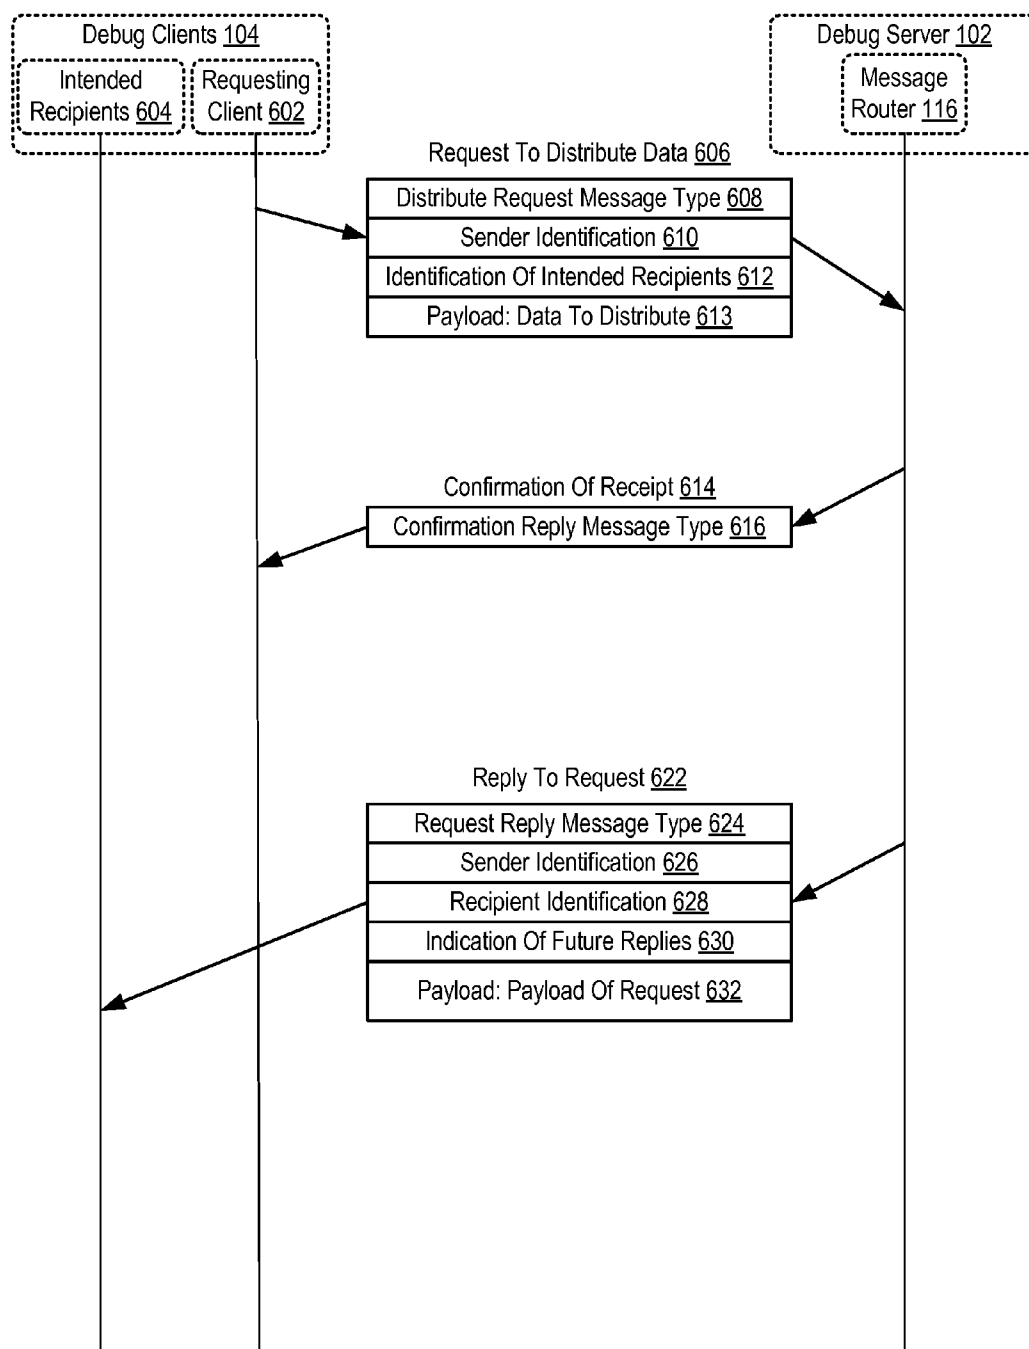 Debug Clients 104
Debug Server 102
Intended
Recipients 604
Requesting
Client 602
Message
Router 116
Request To Distribute Data 606
Distribute Request Message Type 608
Sender Identification 610
Identification Of Intended Recipients 612
Payload: Data To Distribute 613
Confirmation Of Receipt 614
Confirmation Reply Message Type 616
Reply To Request 622
Request Reply Message Type 624
Sender Identification 626
Recipient Identification 628
Indication Of Future Replies 630
Payload: Payload Of Request 632